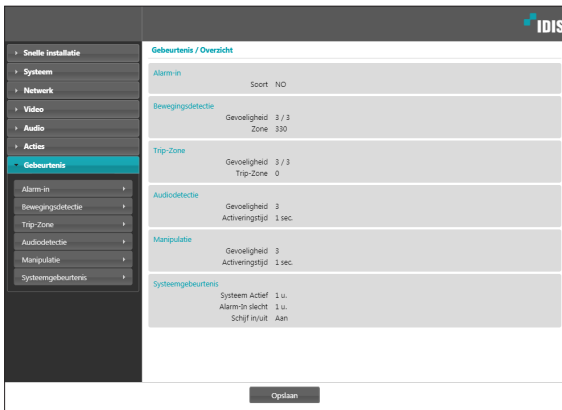 IDIS
Snelle installatie
Systeem
Netwerk
Video
Audio
Acties
Gebeurtenis
Alarm-in
Bewegingsdetectie
Trip-Zone
Audiodetectie
Manipulatie
Systeemgebeurtenis
Gebeurtenis / Overzicht
Alarm-in
Soort NO
Bewegingsdetectie
Gevoeligheid 3 / 3
Zone 330
Trip-Zone
Gevoeligheid 3 / 3
Trip-Zone 0
Audiodetectie
Gevoeligheid 3
Activeringstijd 1 sec.
Manipulatie
Gevoeligheid 3
Activeringstijd 1 sec.
Systeemgebeurtenis
Systeem Actief 1 u.
Alarm-In slecht 1 u.
Schijf in/uit Aan
Opslaan